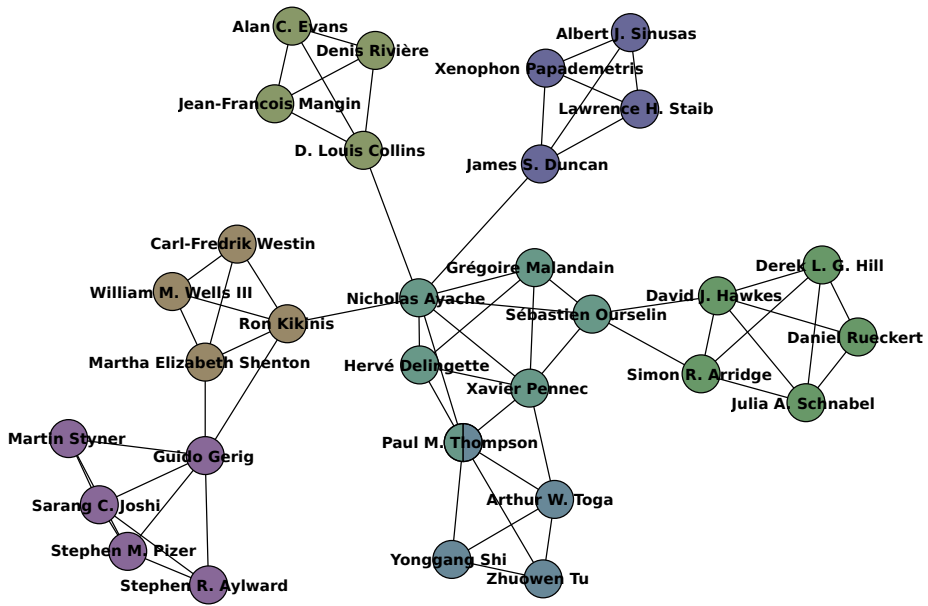 Alan C. Evans
Albert J. Sinusas
Denis Rivière
Xenophon Papademetris
Jean-Francois Mangin
Lawrence H. Staib
D. Louis Collins
James S. Duncan
Carl-Fredrik Westin
Grégoire Malandain
Derek L. G. Hill
William M. Wells III
Nicholas Ayache
David J. Hawkes
Sébastien Ourselin
Ron Kikinis
Daniel Rueckert
Martha Elizabeth Shenton
Hervé Delingette
Simon R. Arridge
Xavier Pennec
Julia A. Schnabel
Martin Styner
Paul M. Thompson
Guido Gerig
Arthur W. Toga
Sarang C. Joshi
Stephen M. Pizer
Yonggang Shi
Zhuowen Tu
Stephen R. Aylward